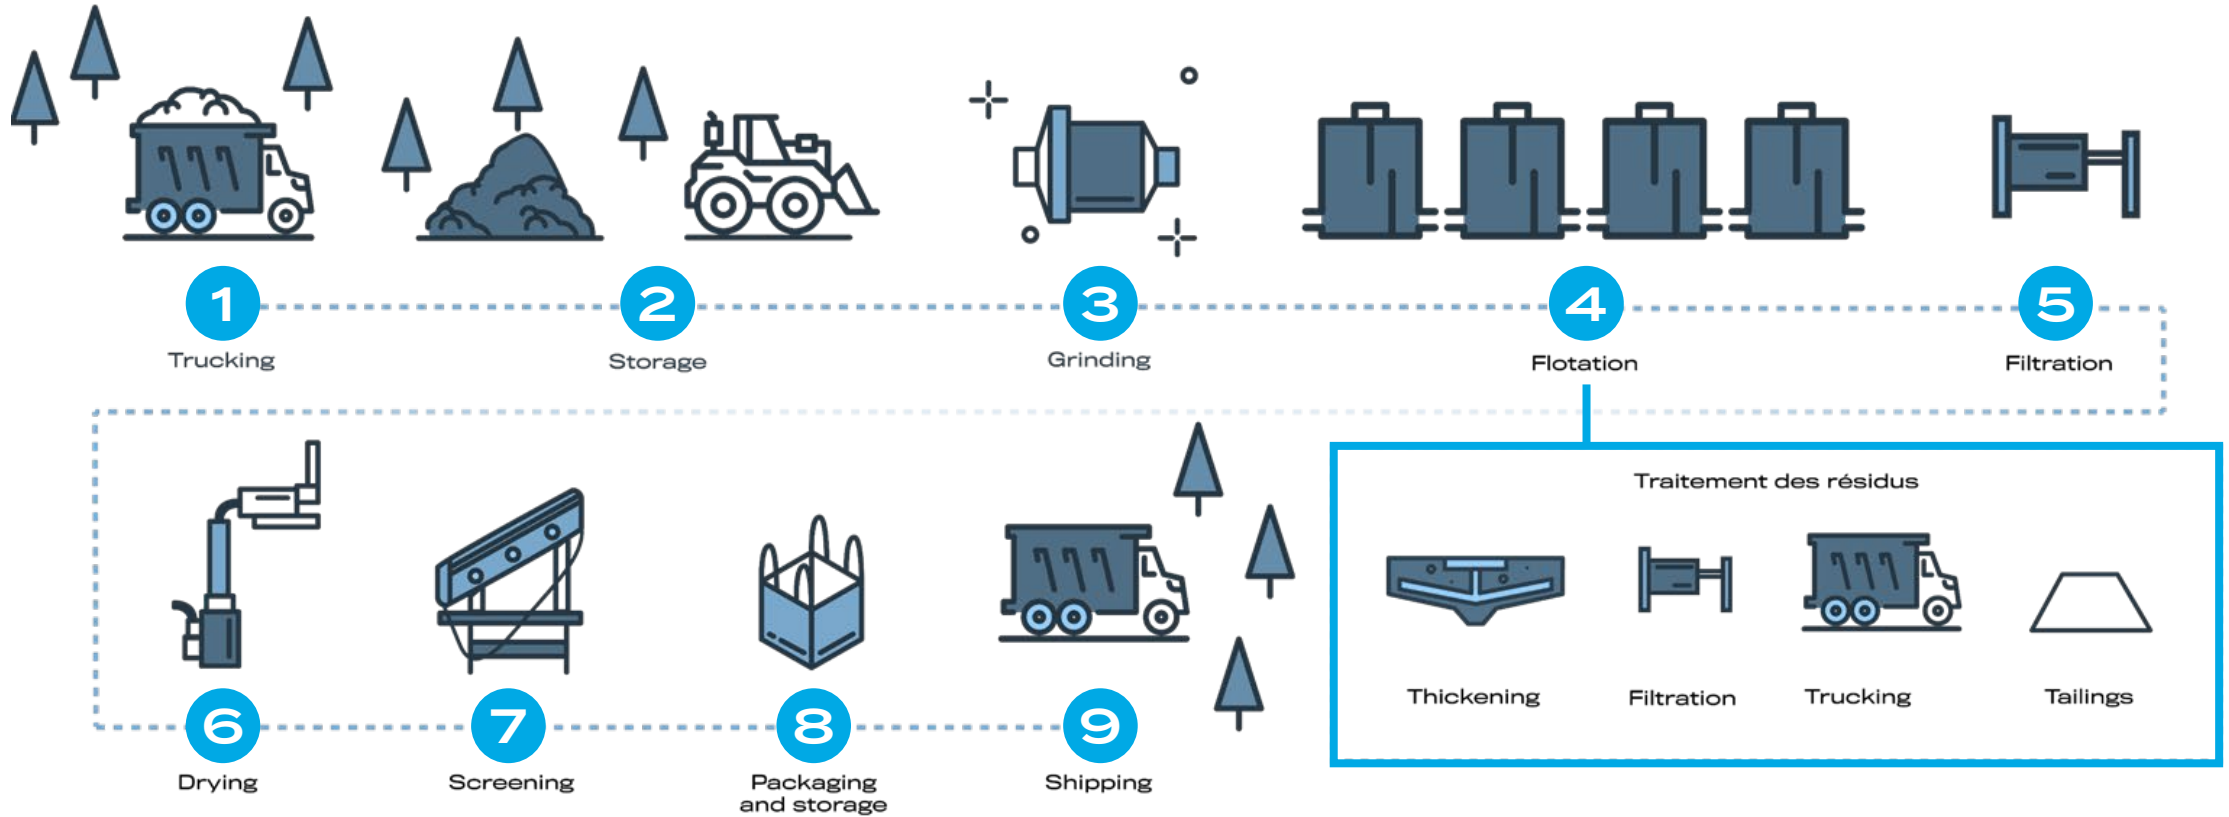 1
Trucking
2
Storage
3
Grinding
4
Flotation
5
Filtration
6
Drying
7
Screening
8
Packaging
and storage
9
Shipping
Traitement des résidus
Thickening
Filtration
Trucking
Tailings